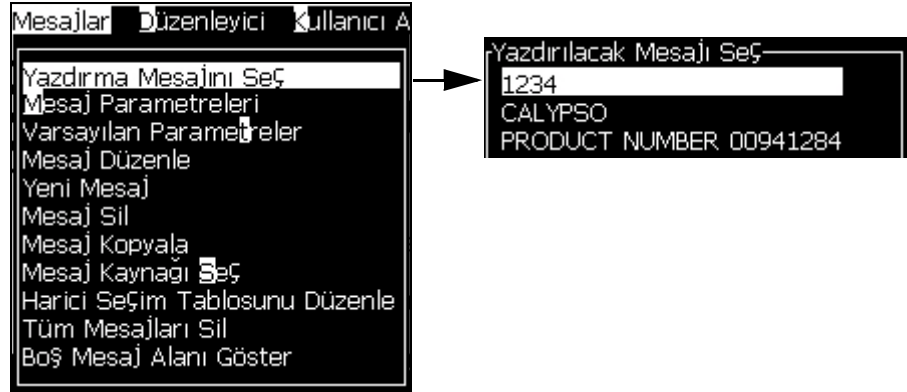 Mesajlar Düzenleyici Kullanıcı A
Yazdırma Mesajını Seç
Mesaj Parametreleri
Varsayılan Parametreler
Mesaj Düzenle
Yeni Mesaj
Mesaj Sil
Mesaj Kopyala
Mesaj Kaynağı Seç
Harici Seçim Tablosunu Düzenle
Tüm Mesajları Sil
Boş Mesaj Alanı Göster
Yazdırılacak Mesajı Seç
1234
CALYPSO
PRODUCT NUMBER 00941284